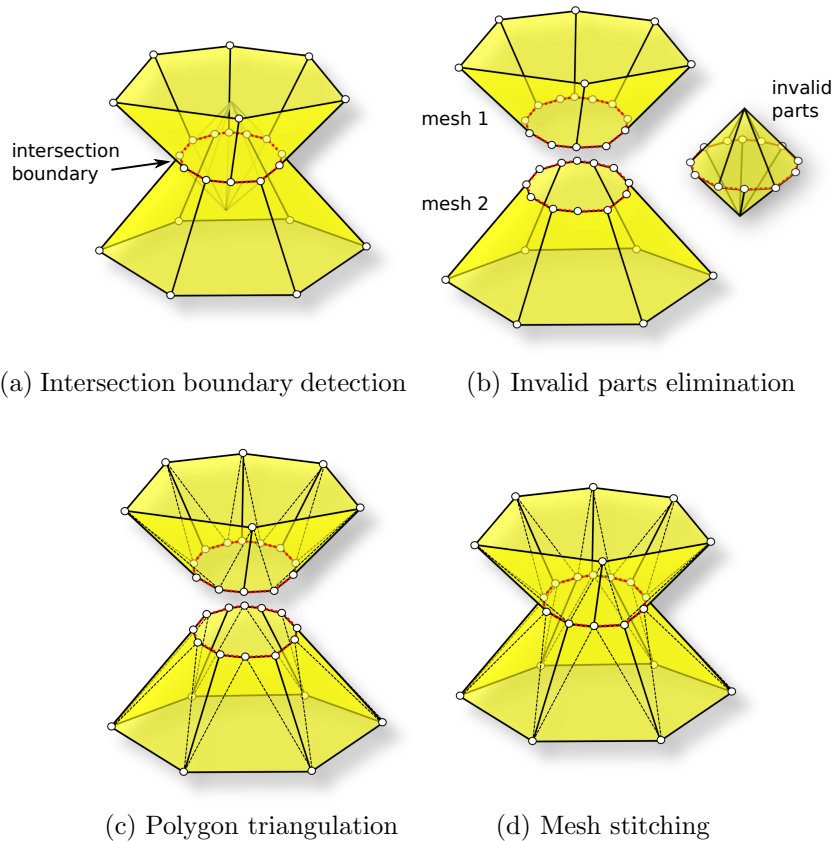 intersection
boundary
mesh 1
mesh 2
invalid
parts
(a) Intersection boundary detection
(b) Invalid parts elimination
(c) Polygon triangulation
(d) Mesh stitching